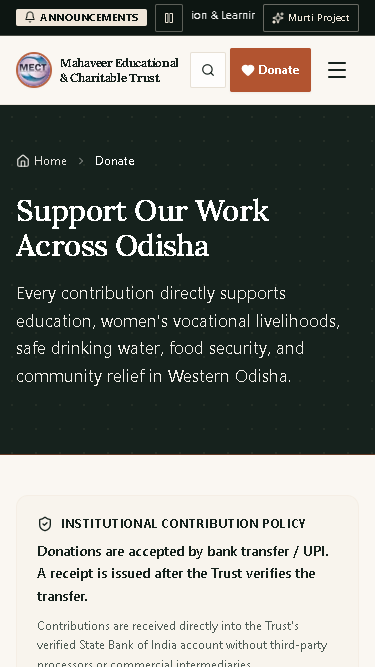 ANNOUNCEMENTS
ion & Learnin
Murti Project
MECT
Mahaveer Educational
& Charitable Trust
Donate
Home > Donate
Support Our Work
Across Odisha
Every contribution directly supports
education, women's vocational livelihoods,
safe drinking water, food security, and
community relief in Western Odisha.
INSTITUTIONAL CONTRIBUTION POLICY
Donations are accepted by bank transfer / UPI.
A receipt is issued after the Trust verifies the
transfer.
Contributions are received directly into the Trust's
verified State Bank of India account without third-party
processors or commercial intermediaries.